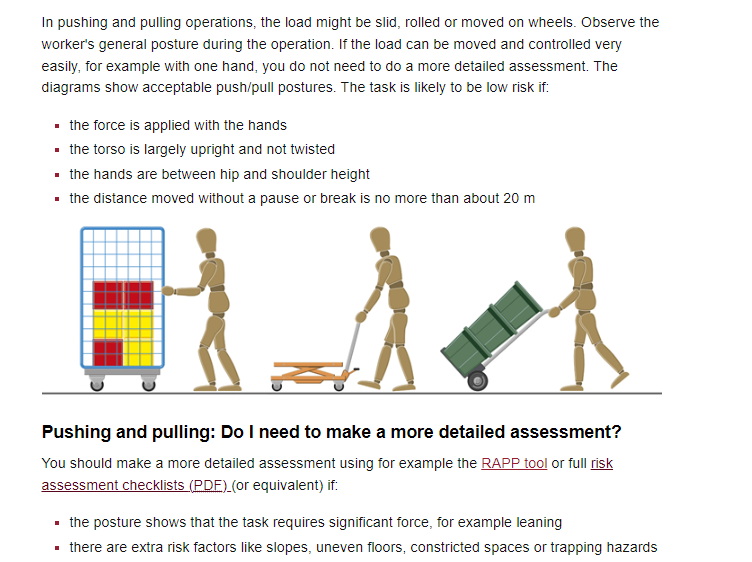 In pushing and pulling operations, the load might be slid, rolled or moved on wheels. Observe the
worker's general posture during the operation. If the load can be moved and controlled very
easily, for example with one hand, you do not need to do a more detailed assessment. The
diagrams show acceptable push/pull postures. The task is likely to be low risk if:
▪ the force is applied with the hands
▪ the torso is largely upright and not twisted
▪ the hands are between hip and shoulder height
▪ the distance moved without a pause or break is no more than about 20 m
Pushing and pulling: Do I need to make a more detailed assessment?
You should make a more detailed assessment using for example the RAPP tool or full risk
assessment checklists (PDF) (or equivalent) if:
▪ the posture shows that the task requires significant force, for example leaning
▪ there are extra risk factors like slopes, uneven floors, constricted spaces or trapping hazards